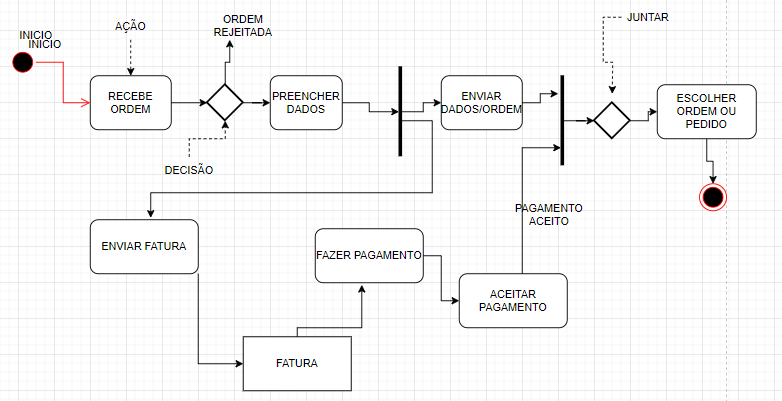 INICIO
INICIO
AÇÃO
ORDEM
REJEITADA
JUNTAR
RECEBE
ORDEM
PREENCHER
DADOS
ENVIAR
DADOS/ORDEM
ESCOLHER
ORDEM OU
PEDIDO
DECISÃO
PAGAMENTO
ACEITO
ENVIAR FATURA
FAZER PAGAMENTO
ACEITAR
PAGAMENTO
FATURA